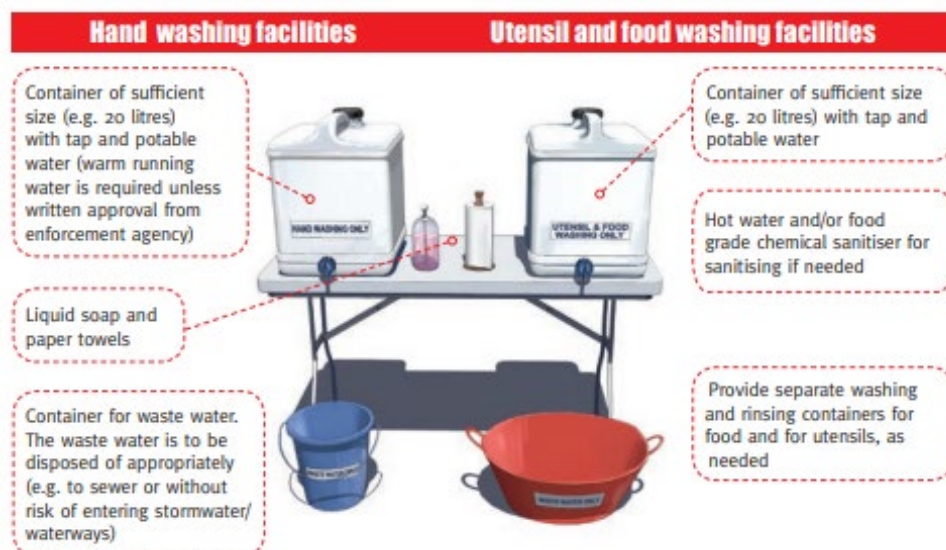 Hand washing facilities
Utensil and food washing facilities
Container of sufficient
size (e.g. 20 litres)
with tap and potable
water (warm running
water is required unless
written approval from
enforcement agency)
Liquid soap and
paper towels
Container for waste water.
The waste water is to be
disposed of appropriately
(e.g. to sewer or without
risk of entering stormwater/
waterways)
HAND WASHING ONLY
UTENSIL & FOOD
WASHING ONLY
WASTE WATER ONLY
WASTE WATER ONLY
Container of sufficient size
(e.g. 20 litres) with tap and
potable water
Hot water and/or food
grade chemical sanitiser for
sanitising if needed
Provide separate washing
and rinsing containers for
food and for utensils, as
needed